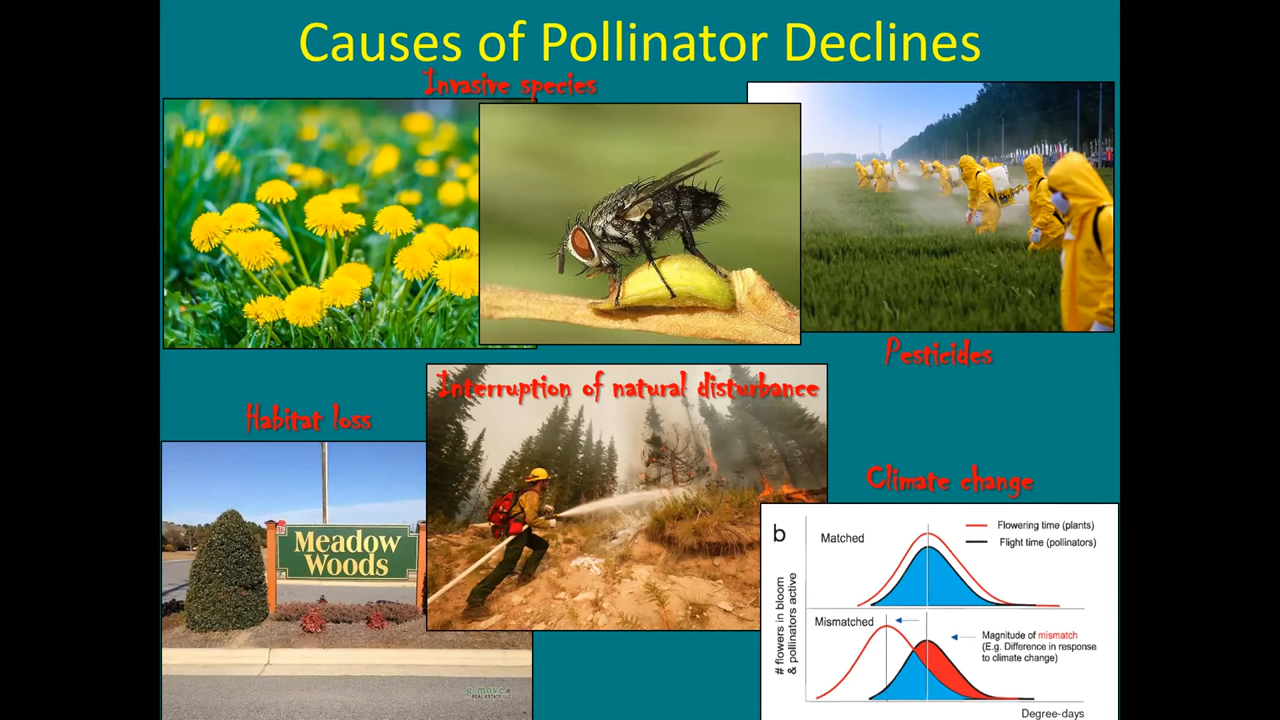 Causes of Pollinator Declines
Invasive species
Pesticides
Interruption of natural disturbance
Habitat loss
Meadow
Woods
Climate change
b
Matched
Flowering time (plants)
Flight time (pollinators)
# flowers in bloom
& pollinators active
Mismatched
Magnitude of mismatch
(E.g. Difference in response
to climate change)
Degree-days